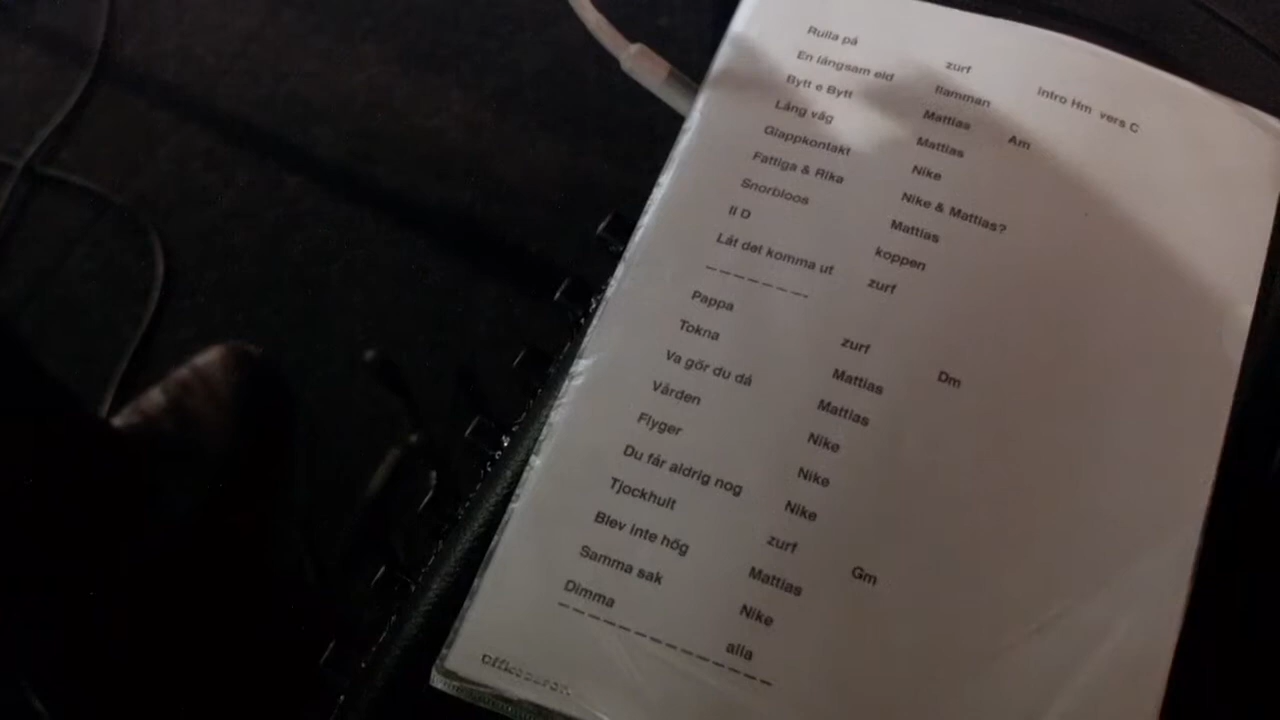 Rulla på zurf intro Hm vers C
En långsam eld llamman
Bytt e Bytt Mattias Am
Lång våg Mattias
Glappkontakt Nike
Fattiga & Rika Nike & Mattias?
Snorbloos Mattias
Ii D koppen
Låt det komma ut zurf
_ _ _ _ _ _ _
Pappa zurf Dm
Tokna Mattias
Va gör du då Mattias
Vården Nike
Flyger Nike
Du får aldrig nog Nike
Tjockhult zurf Gm
Blev inte hög Mattias
Samma sak Nike
Dimma alla